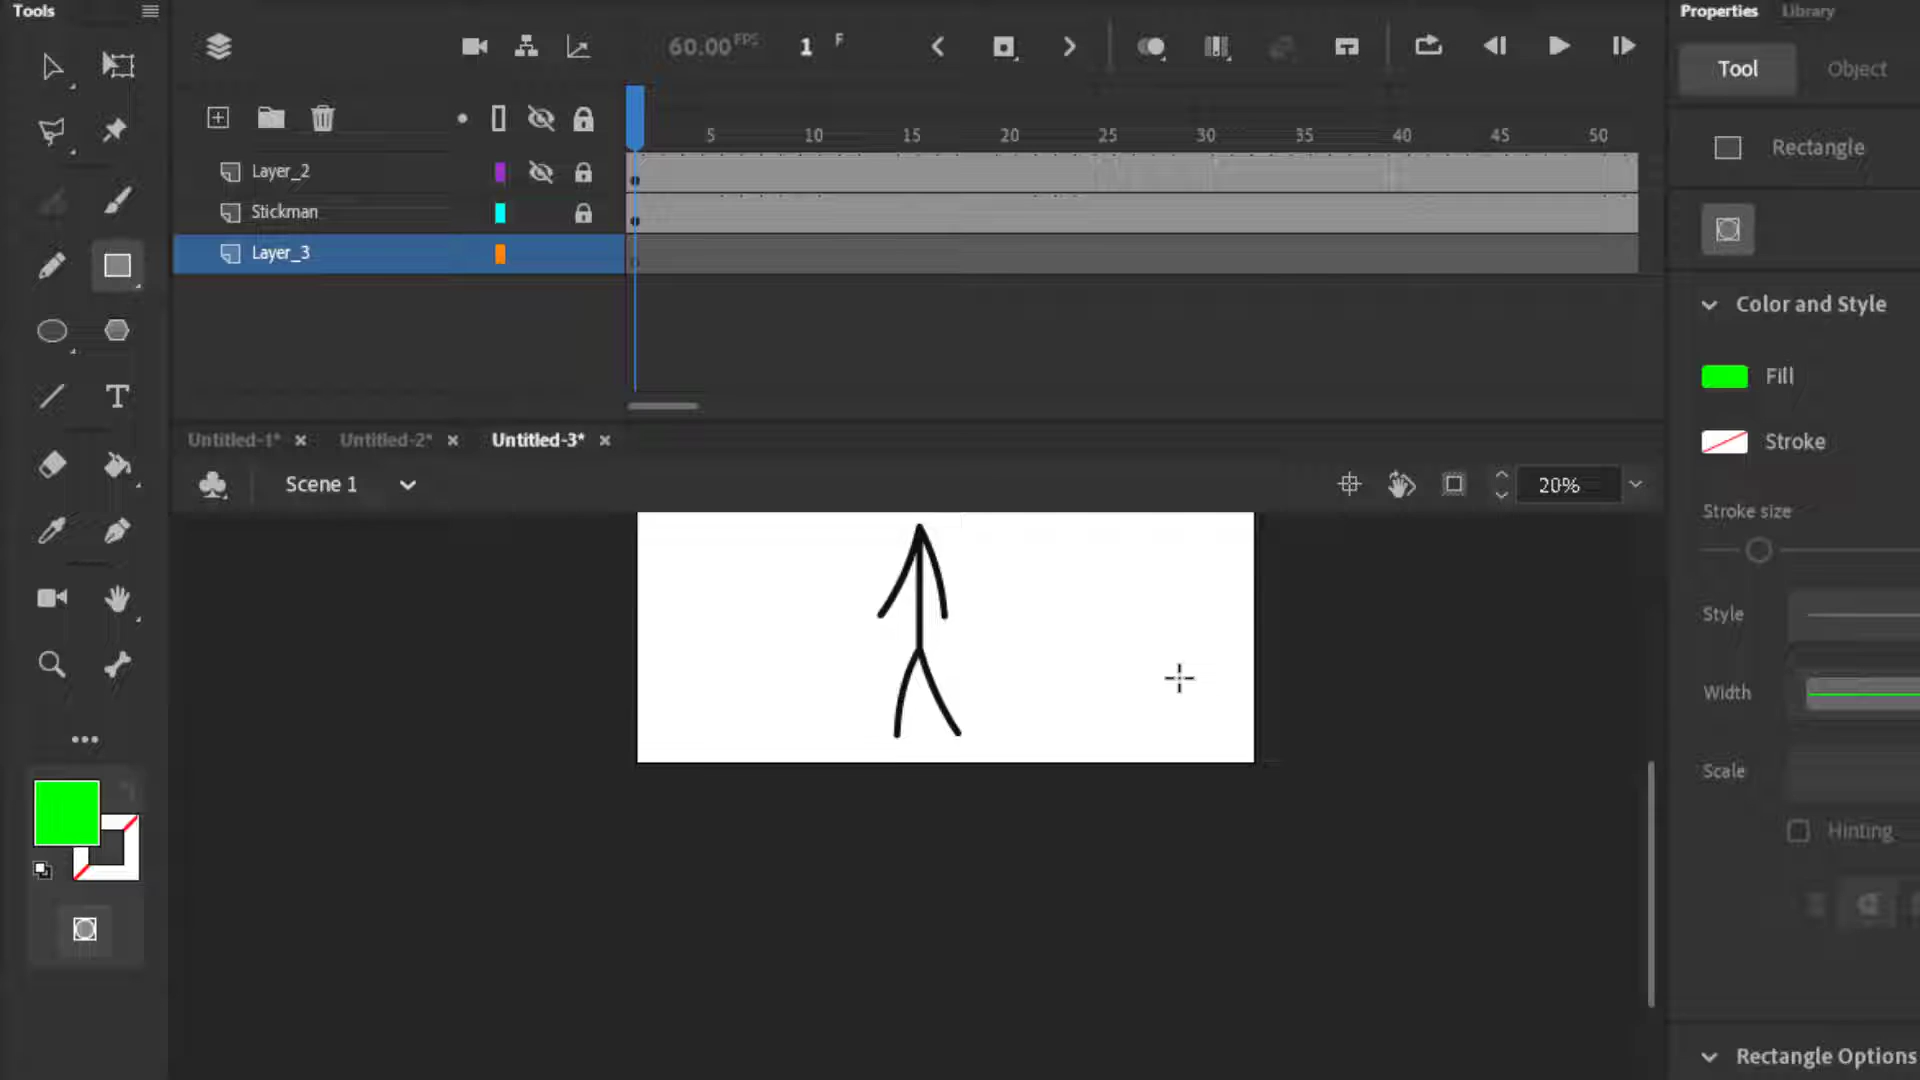 Tools
60.00 FPS 1 F
5 10 15 20 25 30 35 40 45 50
Layer_2
Stickman
Layer_3
Untitled-1* × Untitled-2* × Untitled-3* ×
Scene 1
20%
T
Properties Library
Tool Object
Rectangle
Color and Style
Fill
Stroke
Stroke size
Style
Width
Scale
Hinting
Rectangle Options